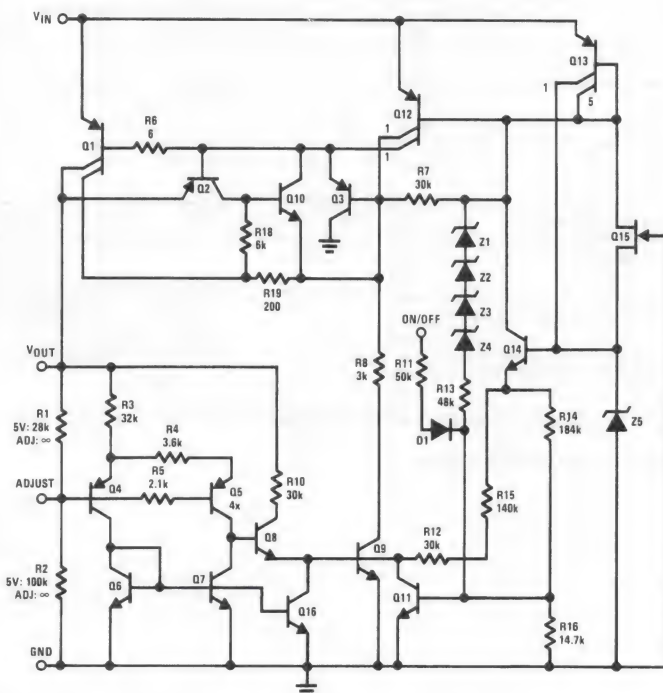 VIN
Q13
1
5
Q12
1
1
R6
6
Q1
Q2
Q10
Q3
R7
30k
R18
6k
R19
200
Z1
Z2
Z3
Z4
Q15
ON/OFF
R11
50k
R8
3k
R13
48k
D1
Q14
Z5
VOUT
R1
5V: 28k
ADJ: ∞
R3
32k
R4
3.6k
R5
2.1k
ADJUST
Q4
Q5
4x
R10
30k
Q8
R14
184k
R15
140k
R12
30k
Q9
R2
5V: 100k
ADJ: ∞
Q6
Q7
Q16
Q11
R16
14.7k
GND